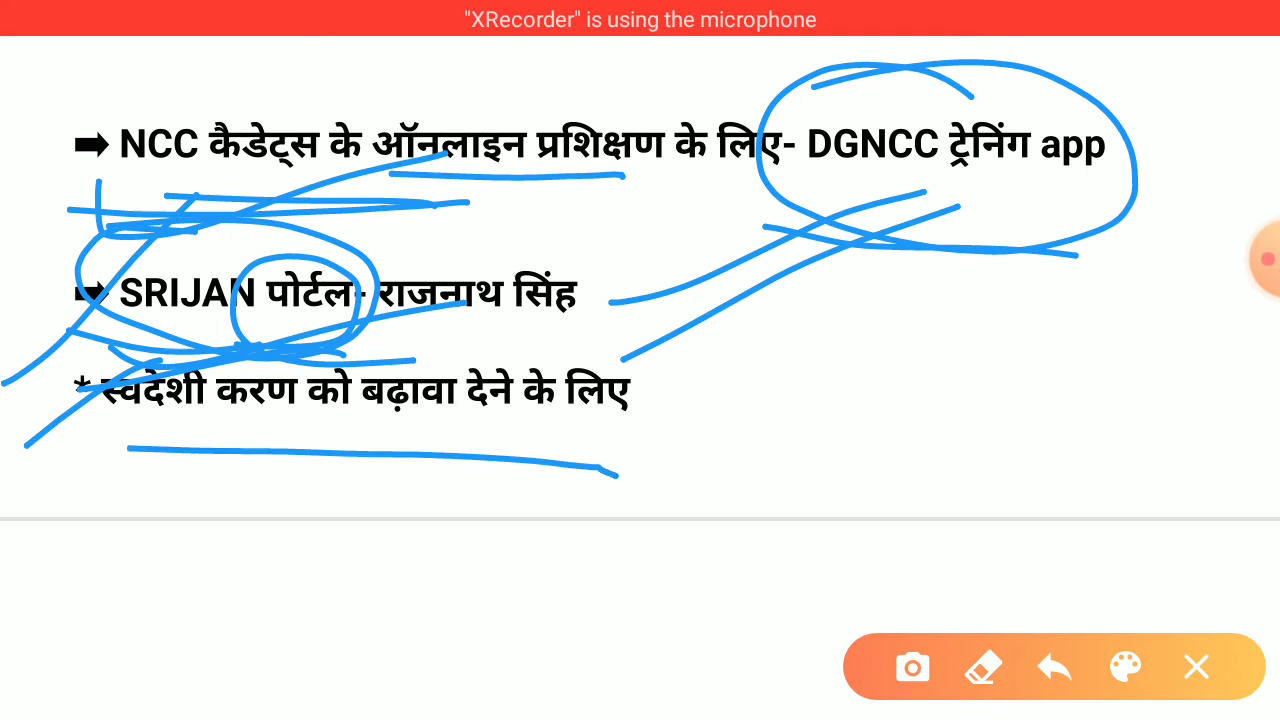 "XRecorder" is using the microphone
➡ NCC कैडेट्स के ऑनलाइन प्रशिक्षण के लिए- DGNCC ट्रेनिंग app
➡ SRIJAN पोर्टल- राजनाथ सिंह
* स्वदेशी करण को बढ़ावा देने के लिए